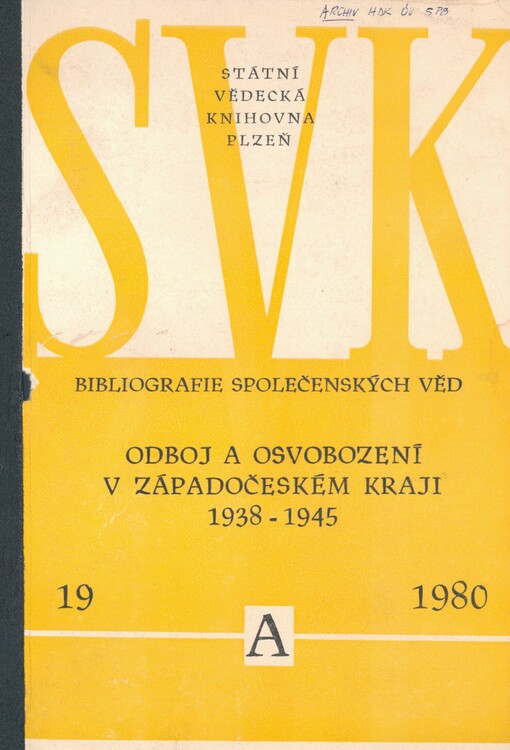 ARCHIV HDK ÚV SPB
SVK
STÁTNÍ
VĚDECKÁ
KNIHOVNA
PLZEŇ
BIBLIOGRAFIE SPOLEČENSKÝCH VĚD
ODBOJ A OSVOBOZENÍ
V ZÁPADOČESKÉM KRAJI
1938-1945
19 1980
A